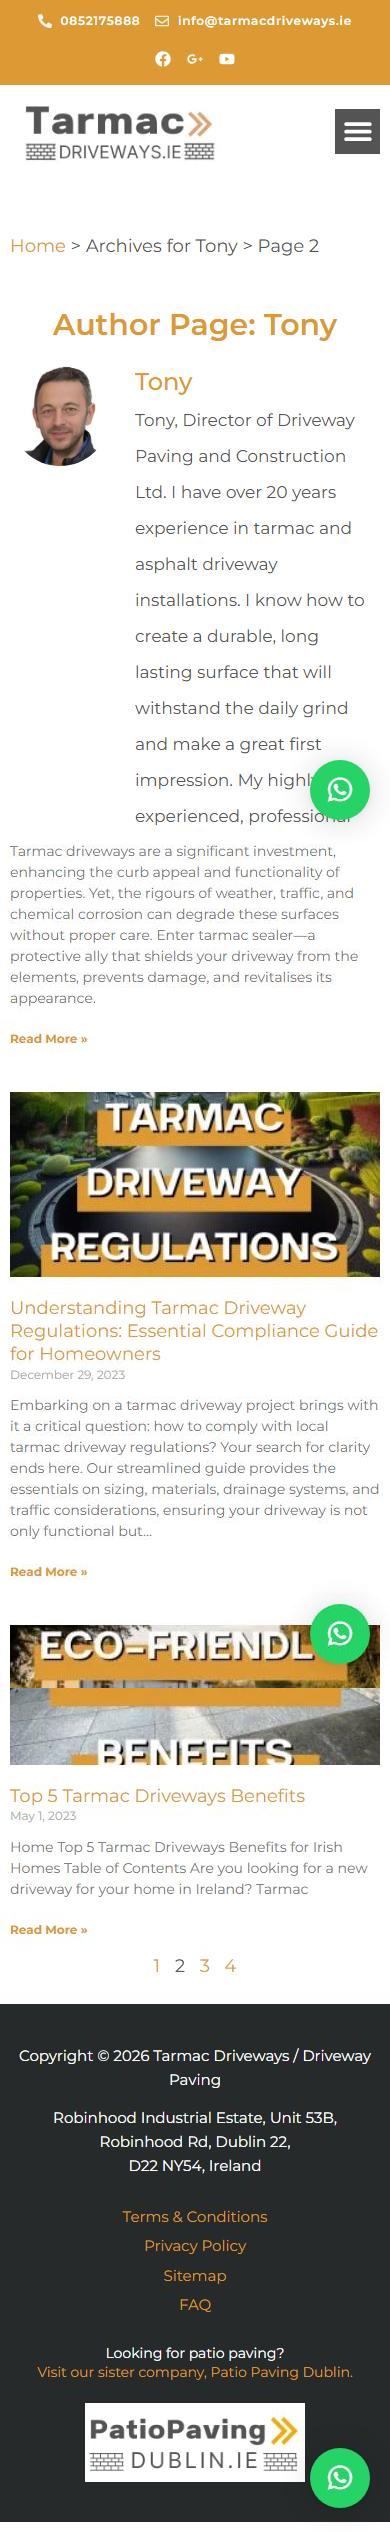 0852175888 info@tarmacdriveways.ie
Tarmac
DRIVEWAYS.IE
Home > Archives for Tony > Page 2
Author Page: Tony
Tony
Tony, Director of Driveway
Paving and Construction
Ltd. I have over 20 years
experience in tarmac and
asphalt driveway
installations. I know how to
create a durable, long
lasting surface that will
withstand the daily grind
and make a great first
impression. My highly
experienced, professional
Tarmac driveways are a significant investment,
enhancing the curb appeal and functionality of
properties. Yet, the rigours of weather, traffic, and
chemical corrosion can degrade these surfaces
without proper care. Enter tarmac sealer—a
protective ally that shields your driveway from the
elements, prevents damage, and revitalises its
appearance.
Read More »
TARMAC
DRIVEWAY
REGULATIONS
Understanding Tarmac Driveway
Regulations: Essential Compliance Guide
for Homeowners
December 29, 2023
Embarking on a tarmac driveway project brings with
it a critical question: how to comply with local
tarmac driveway regulations? Your search for clarity
ends here. Our streamlined guide provides the
essentials on sizing, materials, drainage systems, and
traffic considerations, ensuring your driveway is not
only functional but...
Read More »
ECO-FRIENDL
BENEFITS
Top 5 Tarmac Driveways Benefits
May 1, 2023
Home Top 5 Tarmac Driveways Benefits for Irish
Homes Table of Contents Are you looking for a new
driveway for your home in Ireland? Tarmac
Read More »
1 2 3 4
Copyright © 2026 Tarmac Driveways / Driveway
Paving
Robinhood Industrial Estate, Unit 53B,
Robinhood Rd, Dublin 22,
D22 NY54, Ireland
Terms & Conditions
Privacy Policy
Sitemap
FAQ
Looking for patio paving?
Visit our sister company, Patio Paving Dublin.
PatioPaving
DUBLIN.IE